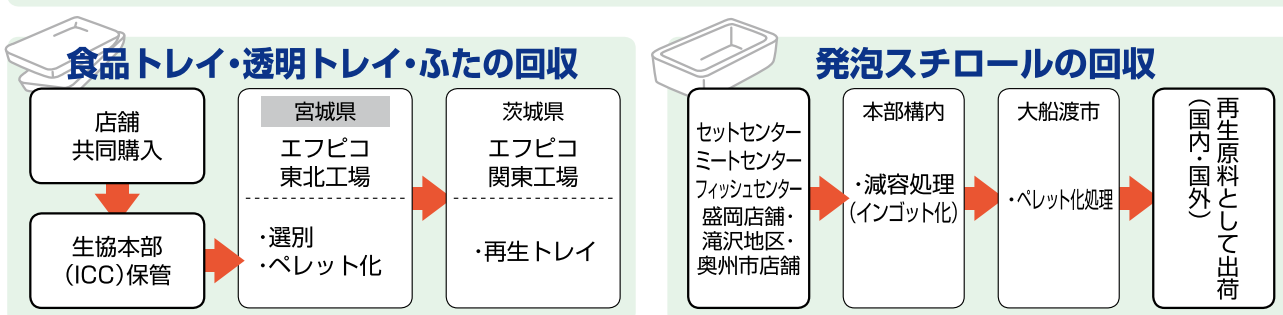 食品トレイ・透明トレイ・ふたの回収
店舗
共同購入
生協本部
(ICC)保管
宮城県
エフピコ
東北工場
・選別
・ペレット化
茨城県
エフピコ
関東工場
・再生トレイ
発泡スチロールの回収
セットセンター
ミートセンター
フィッシュセンター
盛岡店舗・
滝沢地区・
奥州市店舗
本部構内
・減容処理
(インゴット化)
大船渡市
・ペレット化処理
再生原料として出荷
(国内・国外)